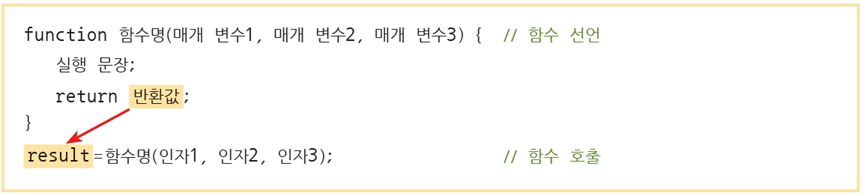 function 함수명(매개 변수1, 매개 변수2, 매개 변수3) { // 함수 선언
실행 문장;
return 반환값;
}
result=함수명(인자1, 인자2, 인자3); // 함수 호출